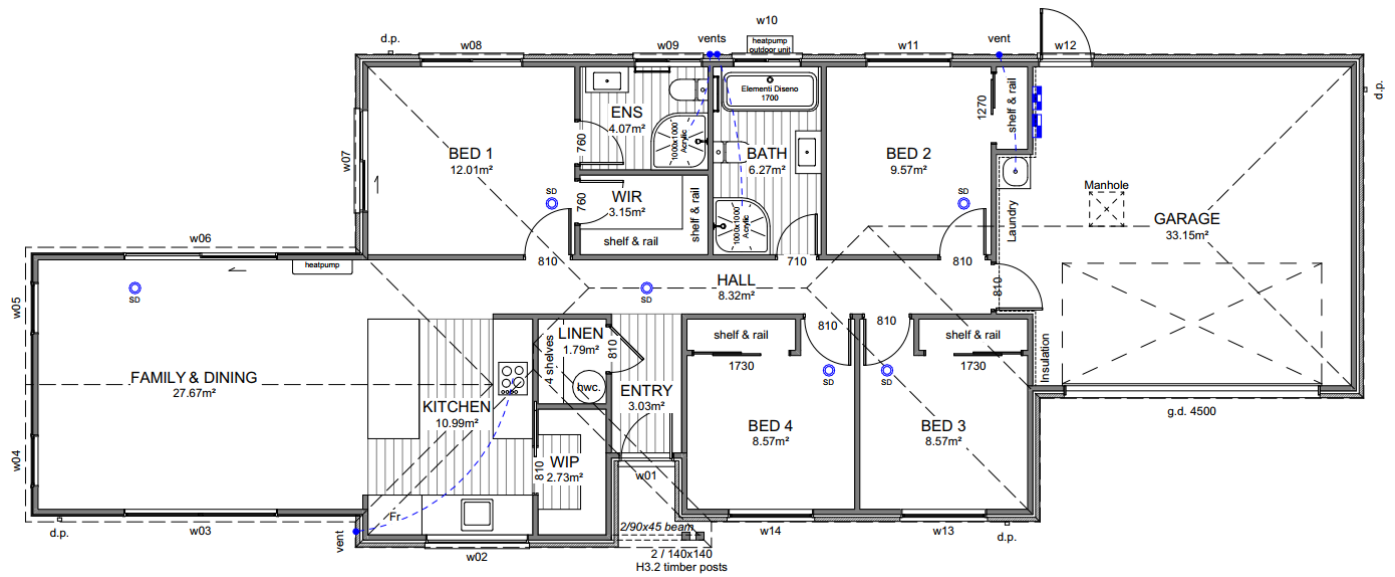 w10
d.p.
w08
w09
vents
heatpump
outdoor unit
w11
vent
w12
d.p.
Elementi Diseno
1700
1270
shelf & rail
ENS
4.07m²
1000x1000
Acrylic
760
BED 1
12.01m²
w07
BATH
6.27m²
BED 2
9.57m²
SD
SD
WIR
3.15m²
760
shelf & rail
shelf & rail
1000x1000
Acrylic
Laundry
Manhole
GARAGE
33.15m²
w06
heatpump
810
710
810
810
SD
HALL
8.32m²
SD
w05
810
810
LINEN
1.79m²
4 shelves
810
hwc.
shelf & rail
1730
shelf & rail
1730
SD
SD
Insulation
FAMILY & DINING
27.67m²
KITCHEN
10.99m²
ENTRY
3.03m²
g.d. 4500
BED 4
8.57m²
BED 3
8.57m²
w04
WIP
2.73m²
810
w01
Fr
d.p.
w03
vent
w02
2/90x45 beam
2 / 140x140
H3.2 timber posts
w14
w13
d.p.